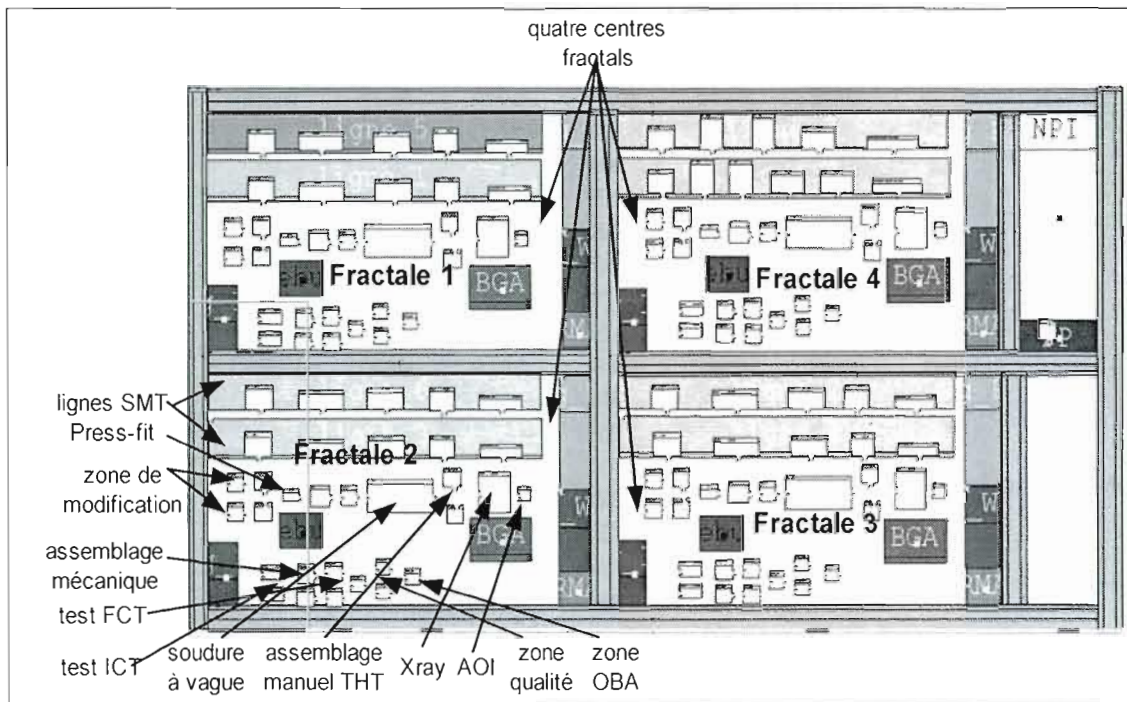 quatre centres
fractals
ligne 5
NPI
Fractale 1
BGA
Fractale 4
BGA
lignes SMT
Press-fit
zone de
modification
assemblage
mécanique
test FCT
test ICT
soudure
à vague
assemblage
manuel THT
Xray
AOI
zone
qualité
zone
OBA
Fractale 2
BGA
Fractale 3
BGA